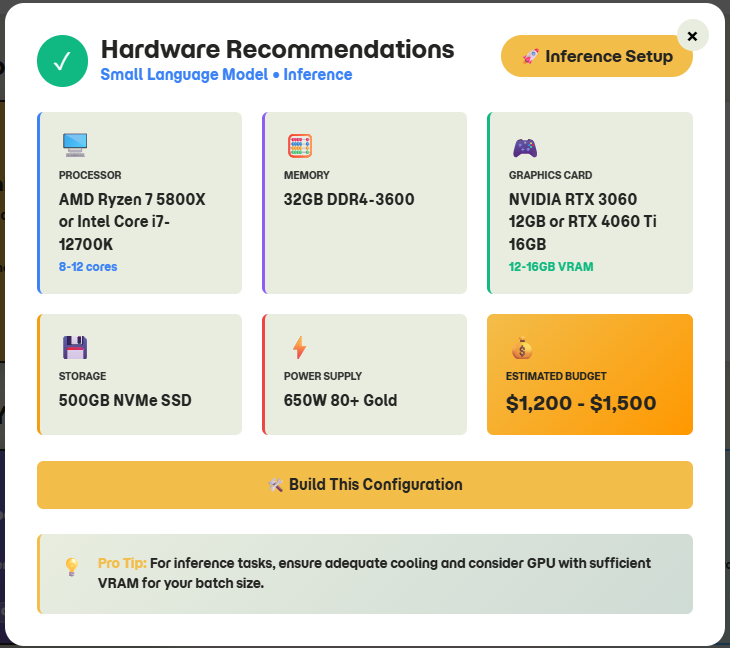 Hardware Recommendations
Small Language Model • Inference
🚀 Inference Setup
×
PROCESSOR
AMD Ryzen 7 5800X
or Intel Core i7-
12700K
8-12 cores
MEMORY
32GB DDR4-3600
GRAPHICS CARD
NVIDIA RTX 3060
12GB or RTX 4060 Ti
16GB
12-16GB VRAM
STORAGE
500GB NVMe SSD
POWER SUPPLY
650W 80+ Gold
ESTIMATED BUDGET
$1,200 - $1,500
🛠️ Build This Configuration
Pro Tip: For inference tasks, ensure adequate cooling and consider GPU with sufficient
VRAM for your batch size.